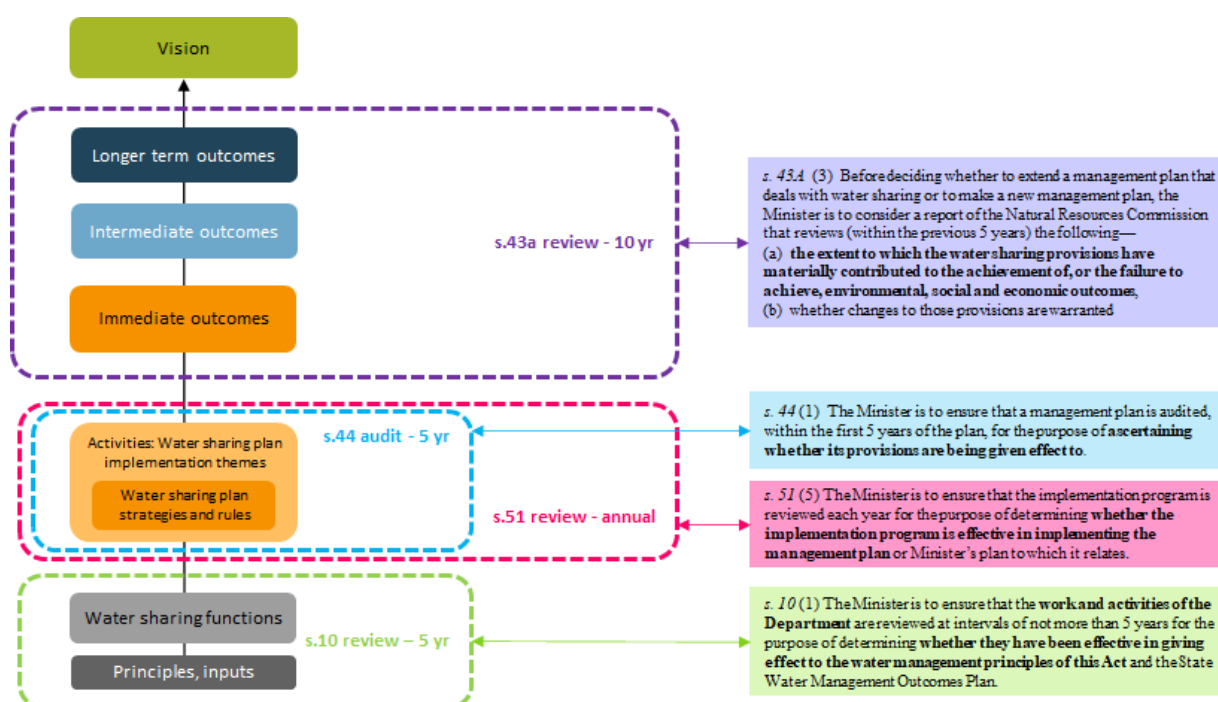 Vision
Longer term outcomes
Intermediate outcomes
Immediate outcomes
s.43a review - 10 yr
s. 43A (3) Before deciding whether to extend a management plan that
deals with water sharing or to make a new management plan, the
Minister is to consider a report of the Natural Resources Commission
that reviews (within the previous 5 years) the following—
(a) the extent to which the water sharing provisions have
materially contributed to the achievement of, or the failure to
achieve, environmental, social and economic outcomes,
(b) whether changes to those provisions are warranted
Activities: Water sharing plan
implementation themes
Water sharing plan
strategies and rules
s.44 audit - 5 yr
s.51 review - annual
s. 44 (1) The Minister is to ensure that a management plan is audited,
within the first 5 years of the plan, for the purpose of ascertaining
whether its provisions are being given effect to.
s. 51 (5) The Minister is to ensure that the implementation program is
reviewed each year for the purpose of determining whether the
implementation program is effective in implementing the
management plan or Minister's plan to which it relates.
Water sharing functions
Principles, inputs
s.10 review – 5 yr
s. 10 (1) The Minister is to ensure that the work and activities of the
Department are reviewed at intervals of not more than 5 years for the
purpose of determining whether they have been effective in giving
effect to the water management principles of this Act and the State
Water Management Outcomes Plan.